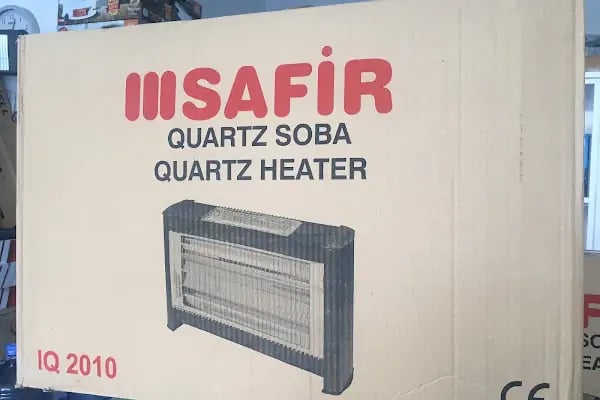 SAFİR
QUARTZ SOBA
QUARTZ HEATER
IQ 2010
CE